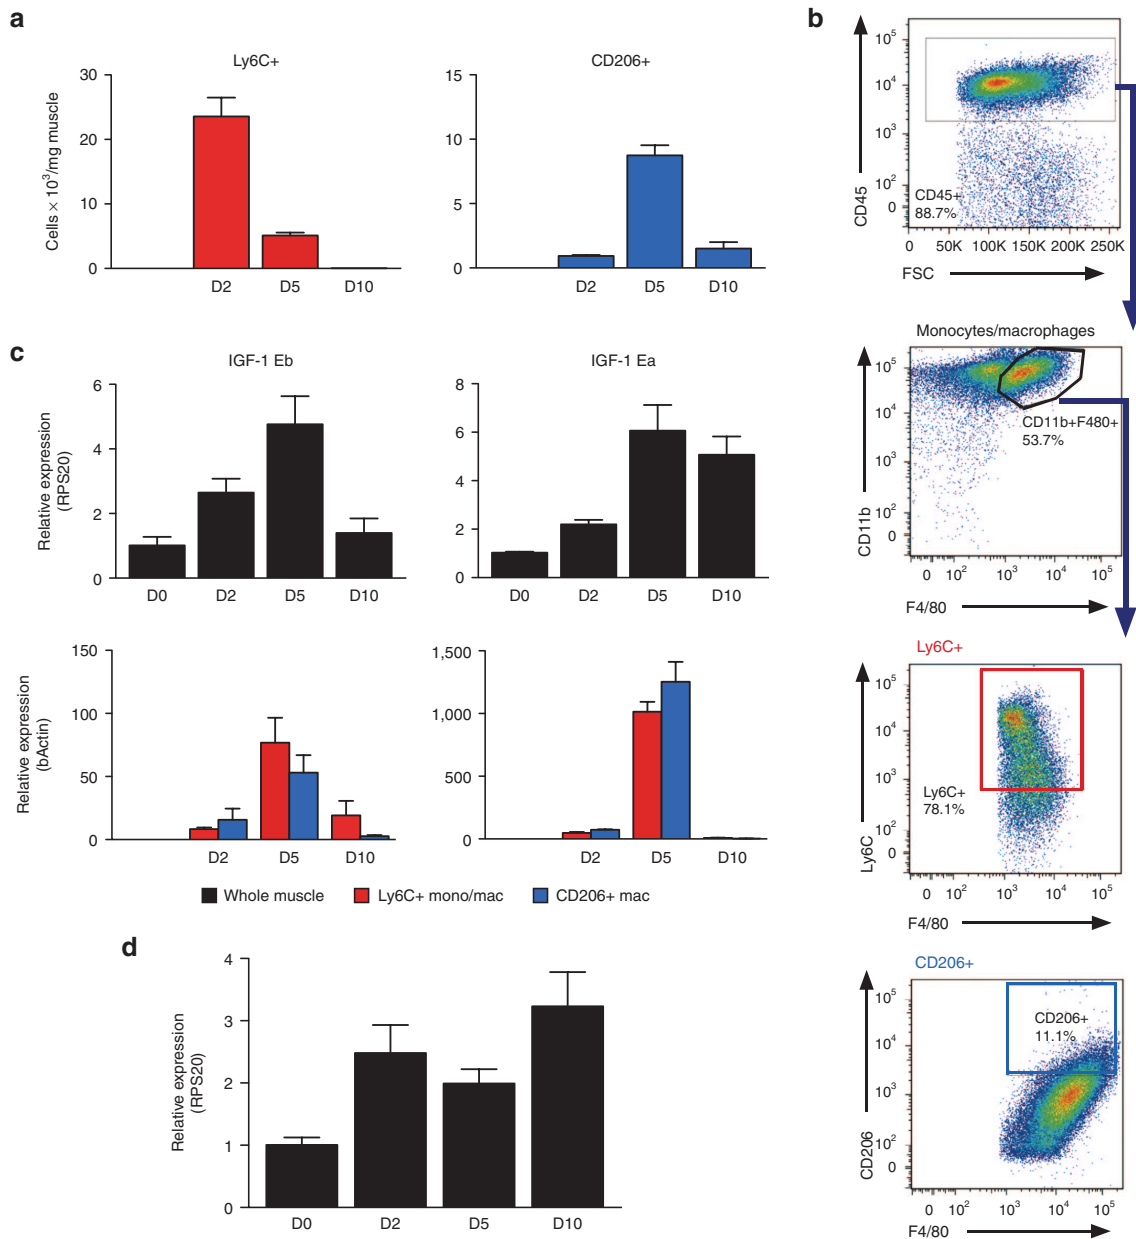 a
Ly6C+
Cells × 10³/mg muscle
30
20
10
0
D2 D5 D10
CD206+
15
10
5
0
D2 D5 D10
b
CD45
10⁵
10⁴
10³
10²
0
CD45+
88.7%
0 50K 100K 150K 200K 250K
FSC
Monocytes/macrophages
CD11b
10⁵
10⁴
10³
10²
0
CD11b+F480+
53.7%
0 10² 10³ 10⁴ 10⁵
F4/80
Ly6C+
Ly6C
10⁵
10⁴
10³
10²
0
Ly6C+
78.1%
0 10² 10³ 10⁴ 10⁵
F4/80
CD206+
CD206
10⁵
10⁴
10³
10²
0
CD206+
11.1%
0 10² 10³ 10⁴ 10⁵
F4/80
c
IGF-1 Eb
Relative expression
(RPS20)
6
4
2
0
D0 D2 D5 D10
IGF-1 Ea
8
6
4
2
0
D0 D2 D5 D10
Relative expression
(bActin)
150
100
50
0
D2 D5 D10
1,500
1,000
500
0
D2 D5 D10
Whole muscle Ly6C+ mono/mac CD206+ mac
d
Relative expression
(RPS20)
4
3
2
1
0
D0 D2 D5 D10